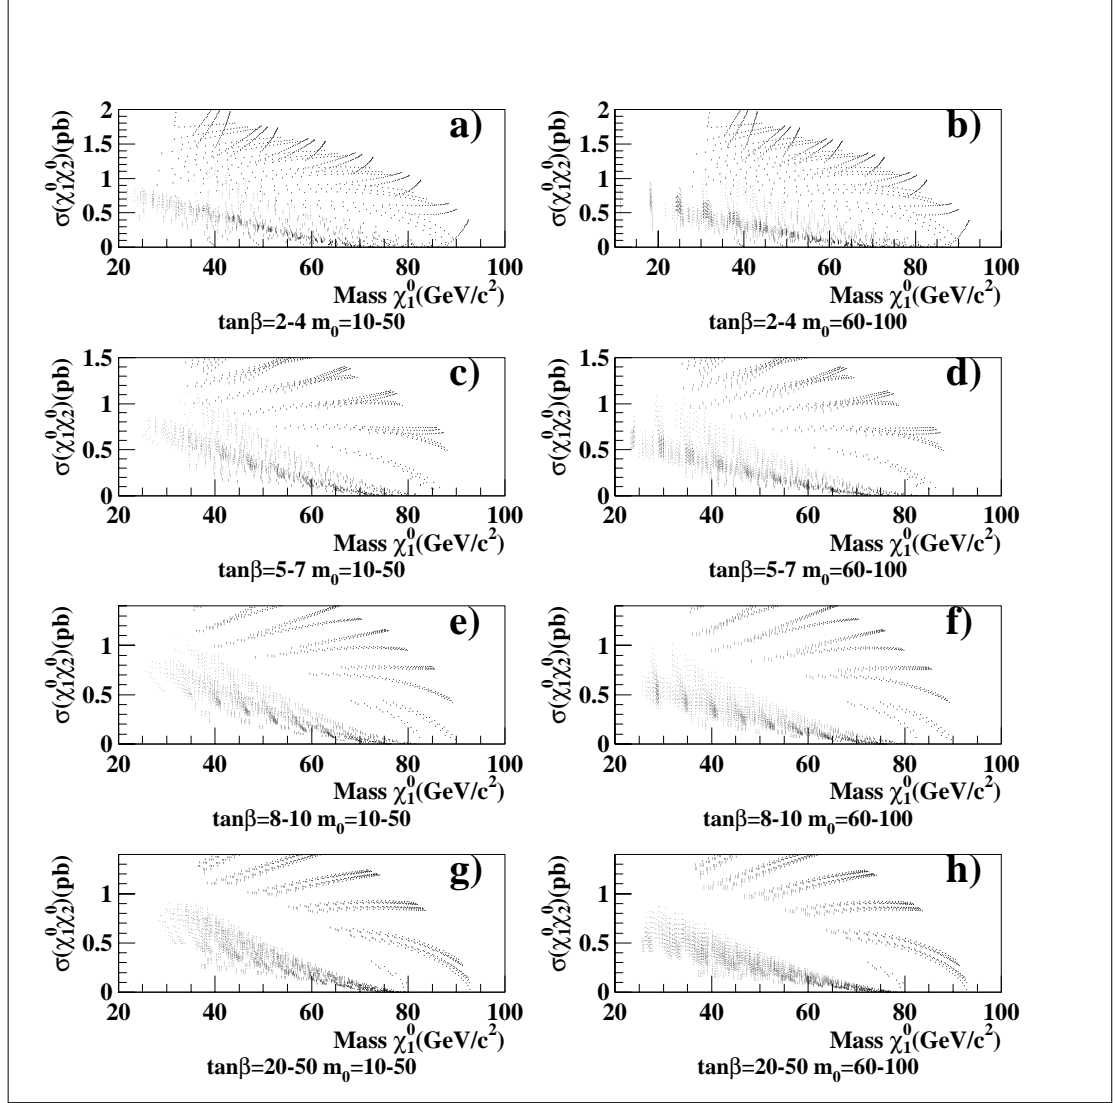 a)
σ(χ₁⁰χ₂⁰)(pb)
2
1.5
1
0.5
0
20 40 60 80 100
Mass χ₁⁰(GeV/c²)
tanβ=2-4 m₀=10-50
b)
σ(χ₁⁰χ₂⁰)(pb)
2
1.5
1
0.5
0
20 40 60 80 100
Mass χ₁⁰(GeV/c²)
tanβ=2-4 m₀=60-100
c)
σ(χ₁⁰χ₂⁰)(pb)
1.5
1
0.5
0
20 40 60 80 100
Mass χ₁⁰(GeV/c²)
tanβ=5-7 m₀=10-50
d)
σ(χ₁⁰χ₂⁰)(pb)
1.5
1
0.5
0
20 40 60 80 100
Mass χ₁⁰(GeV/c²)
tanβ=5-7 m₀=60-100
e)
σ(χ₁⁰χ₂⁰)(pb)
1
0.5
0
20 40 60 80 100
Mass χ₁⁰(GeV/c²)
tanβ=8-10 m₀=10-50
f)
σ(χ₁⁰χ₂⁰)(pb)
1
0.5
0
20 40 60 80 100
Mass χ₁⁰(GeV/c²)
tanβ=8-10 m₀=60-100
g)
σ(χ₁⁰χ₂⁰)(pb)
1
0.5
0
20 40 60 80 100
Mass χ₁⁰(GeV/c²)
tanβ=20-50 m₀=10-50
h)
σ(χ₁⁰χ₂⁰)(pb)
1
0.5
0
20 40 60 80 100
Mass χ₁⁰(GeV/c²)
tanβ=20-50 m₀=60-100